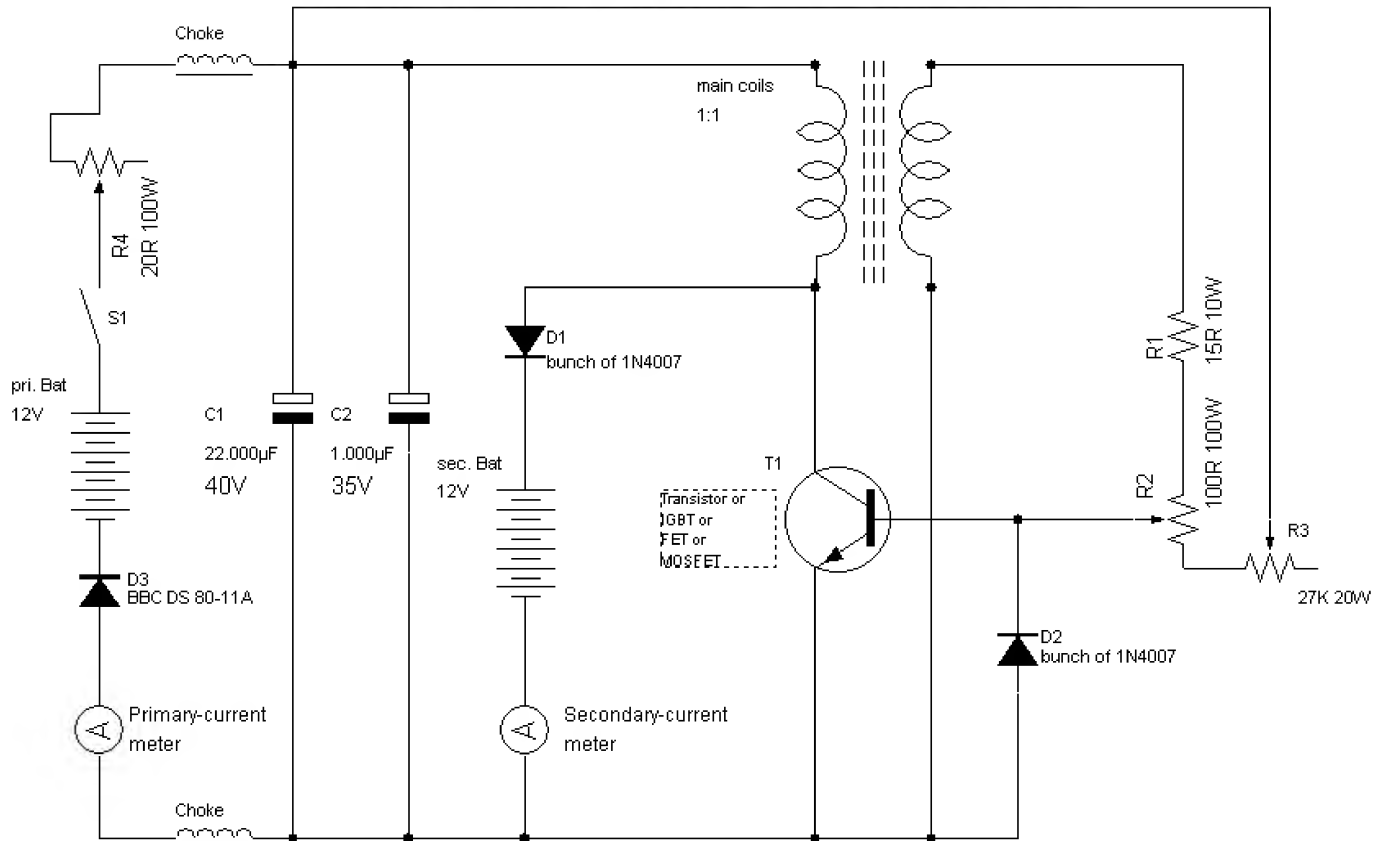 Choke
main coils
1:1
R4
20R 100W
S1
D1
bunch of 1N4007
R1
15R 10W
pri. Bat
12V
C1
22.000µF
40V
C2
1.000µF
35V
sec. Bat
12V
T1
Transistor or
IGBT or
FET or
MOSFET
R2
100R 100W
R3
27K 20W
D3
BBC DS 80-11A
D2
bunch of 1N4007
A
Primary-current
meter
A
Secondary-current
meter
Choke